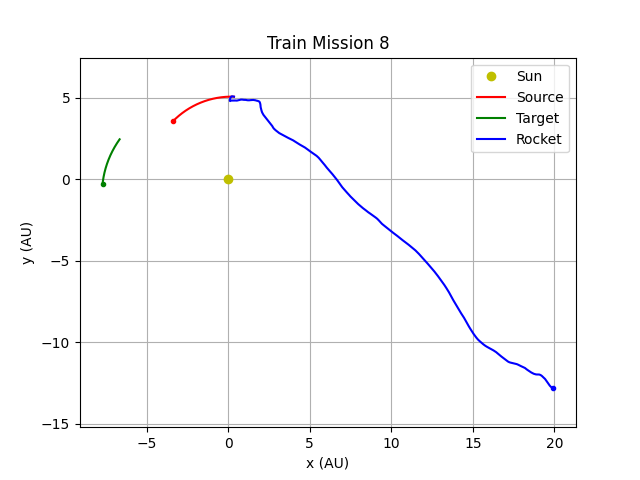 Train Mission 8
Sun
Source
Target
Rocket
5
0
−5
−10
−15
y (AU)
−5 0 5 10 15 20
x (AU)